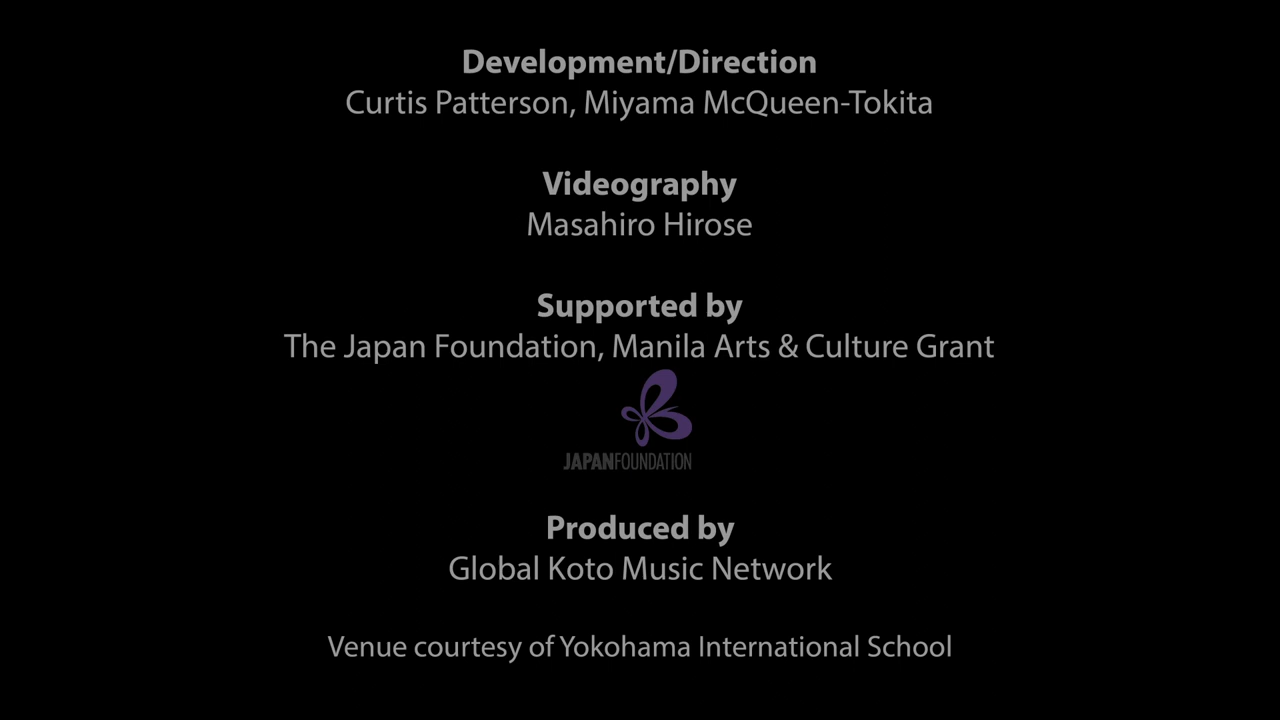 Development/Direction
Curtis Patterson, Miyama McQueen-Tokita
Videography
Masahiro Hirose
Supported by
The Japan Foundation, Manila Arts & Culture Grant
JAPANFOUNDATION
Produced by
Global Koto Music Network
Venue courtesy of Yokohama International School